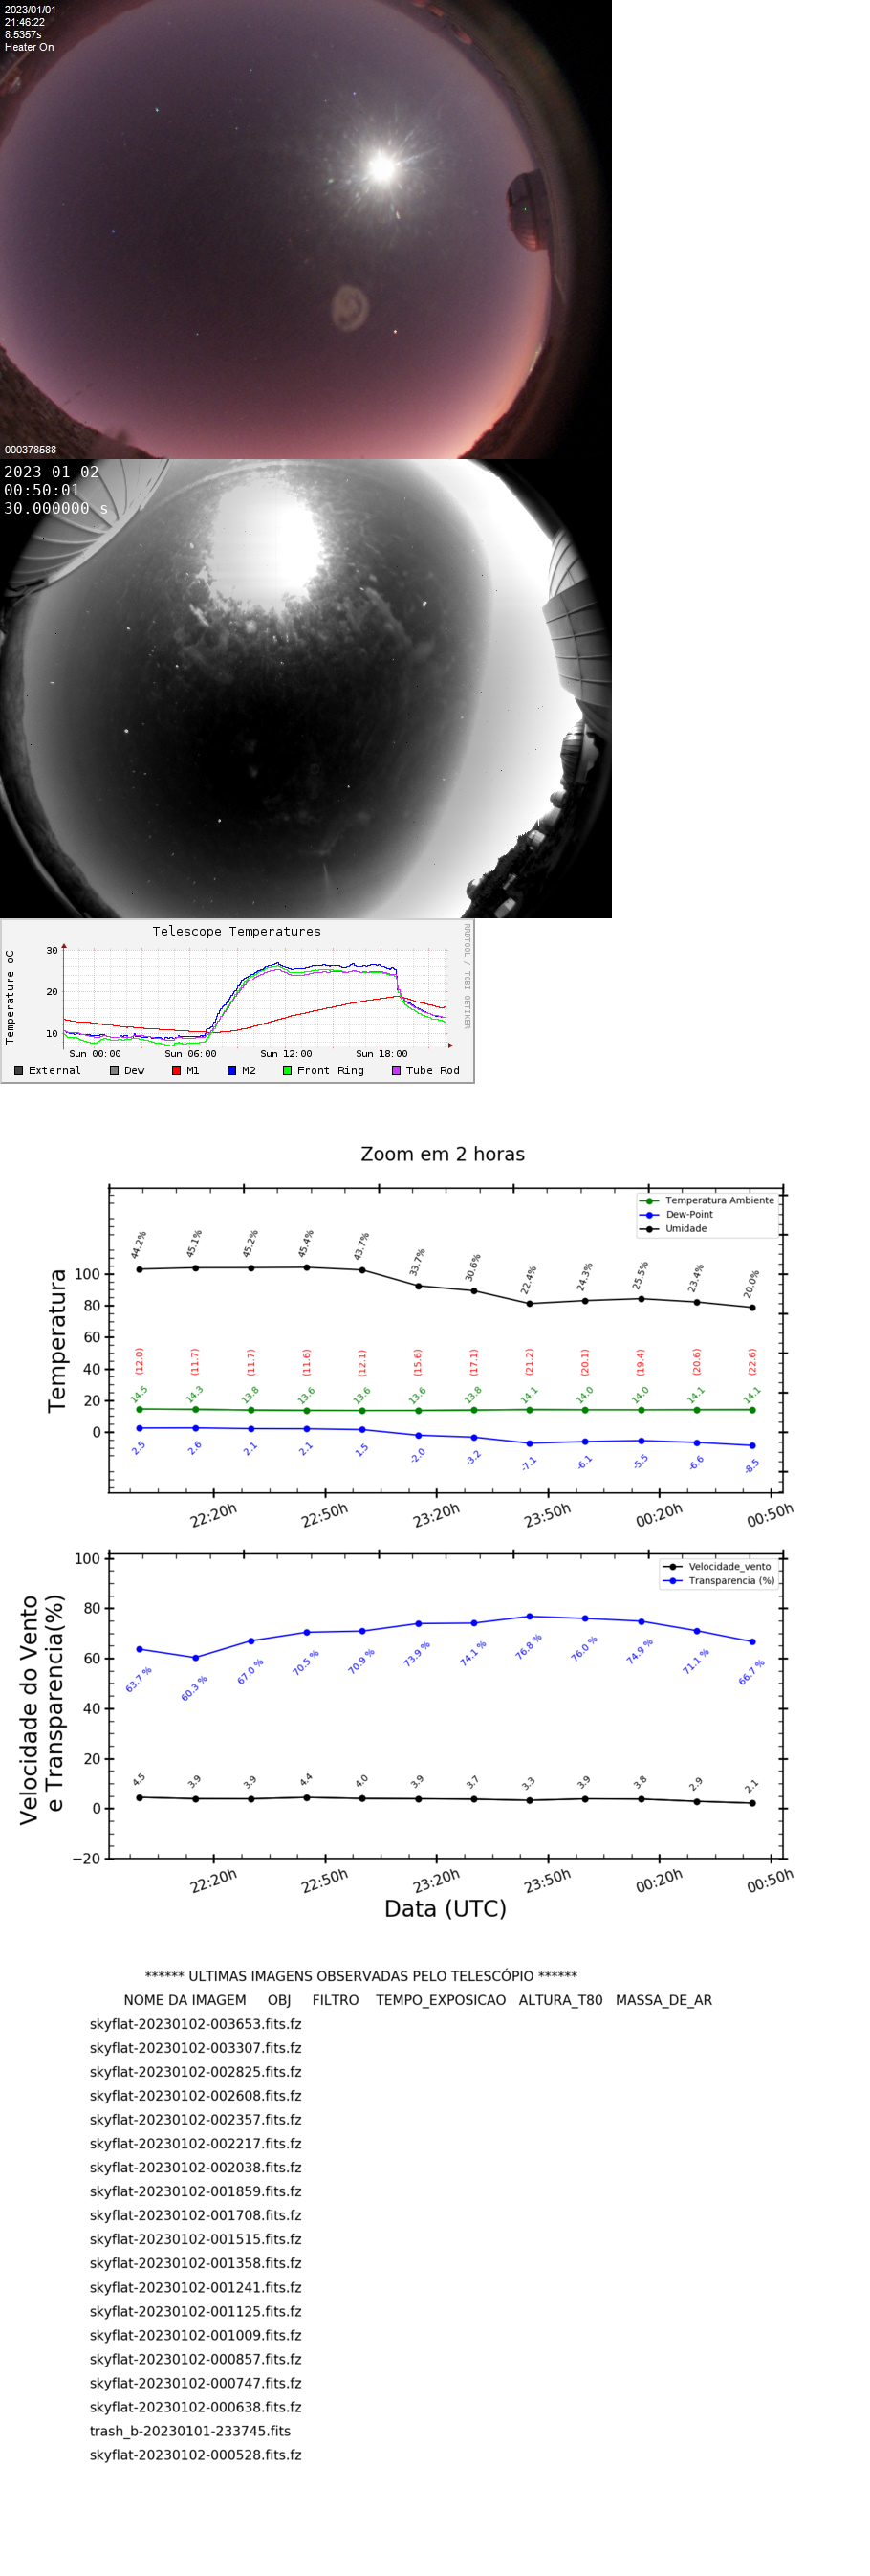 2023/01/01
21:46:22
8.5357s
Heater On
000378588
2023-01-02
00:50:01
30.000000 s
Telescope Temperatures
RRDTOOL / TOBI OETIKER
Temperature oC
30
20
10
Sun 00:00 Sun 06:00 Sun 12:00 Sun 18:00
External Dew M1 M2 Front Ring Tube Rod
Zoom em 2 horas
Temperatura Ambiente
Dew-Point
Umidade
Temperatura
100
80
60
40
20
0
44.2% 45.1% 45.2% 45.4% 43.7% 33.7% 30.6% 22.4% 24.3% 25.5% 23.4% 20.0%
(12.0) (11.7) (11.7) (11.6) (12.1) (15.6) (17.1) (21.2) (20.1) (19.4) (20.6) (22.6)
14.5 14.3 13.8 13.6 13.6 13.6 13.8 14.1 14.0 14.0 14.1 14.1
2.5 2.6 2.1 2.1 1.5 -2.0 -3.2 -7.1 -6.1 -5.5 -6.6 -8.5
22:20h 22:50h 23:20h 23:50h 00:20h 00:50h
Velocidade_vento
Transparencia (%)
Velocidade do Vento
e Transparencia(%)
100
80
60
40
20
0
−20
63.7 % 60.3 % 67.0 % 70.5 % 70.9 % 73.9 % 74.1 % 76.8 % 76.0 % 74.9 % 71.1 % 66.7 %
4.5 3.9 3.9 4.4 4.0 3.9 3.7 3.3 3.9 3.8 2.9 2.1
22:20h 22:50h 23:20h 23:50h 00:20h 00:50h
Data (UTC)
****** ULTIMAS IMAGENS OBSERVADAS PELO TELESCÓPIO ******
NOME DA IMAGEM OBJ FILTRO TEMPO_EXPOSICAO ALTURA_T80 MASSA_DE_AR
skyflat-20230102-003653.fits.fz
skyflat-20230102-003307.fits.fz
skyflat-20230102-002825.fits.fz
skyflat-20230102-002608.fits.fz
skyflat-20230102-002357.fits.fz
skyflat-20230102-002217.fits.fz
skyflat-20230102-002038.fits.fz
skyflat-20230102-001859.fits.fz
skyflat-20230102-001708.fits.fz
skyflat-20230102-001515.fits.fz
skyflat-20230102-001358.fits.fz
skyflat-20230102-001241.fits.fz
skyflat-20230102-001125.fits.fz
skyflat-20230102-001009.fits.fz
skyflat-20230102-000857.fits.fz
skyflat-20230102-000747.fits.fz
skyflat-20230102-000638.fits.fz
trash_b-20230101-233745.fits
skyflat-20230102-000528.fits.fz